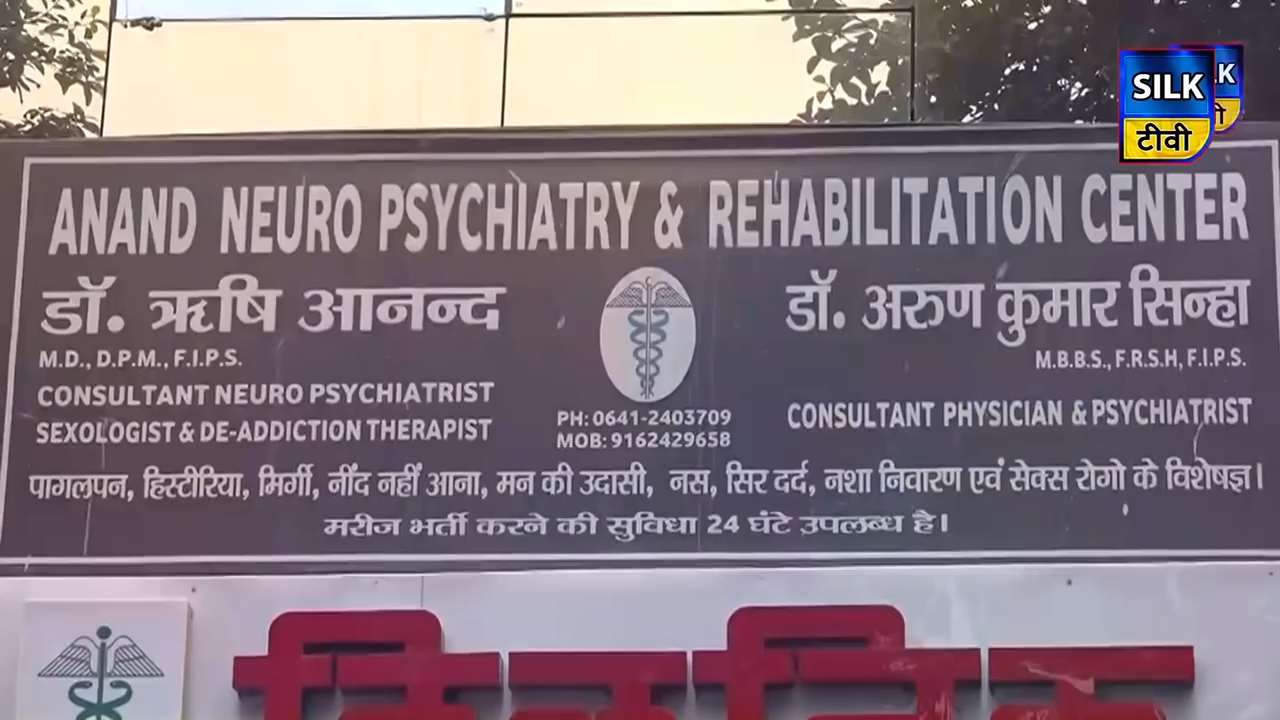 SILK
टीवी
ANAND NEURO PSYCHIATRY & REHABILITATION CENTER
डॉ. ऋषि आनन्द
M.D., D.P.M., F.I.P.S.
CONSULTANT NEURO PSYCHIATRIST
SEXOLOGIST & DE-ADDICTION THERAPIST
PH: 0641-2403709
MOB: 9162429658
डॉ. अरुण कुमार सिन्हा
M.B.B.S., F.R.S.H, F.I.P.S.
CONSULTANT PHYSICIAN & PSYCHIATRIST
पागलपन, हिस्टीरिया, मिर्गी, नींद नहीं आना, मन की उदासी, नस, सिर दर्द, नशा निवारण एवं सेक्स रोगो के विशेषज्ञ।
मरीज भर्ती करने की सुविधा 24 घंटे उपलब्ध है।